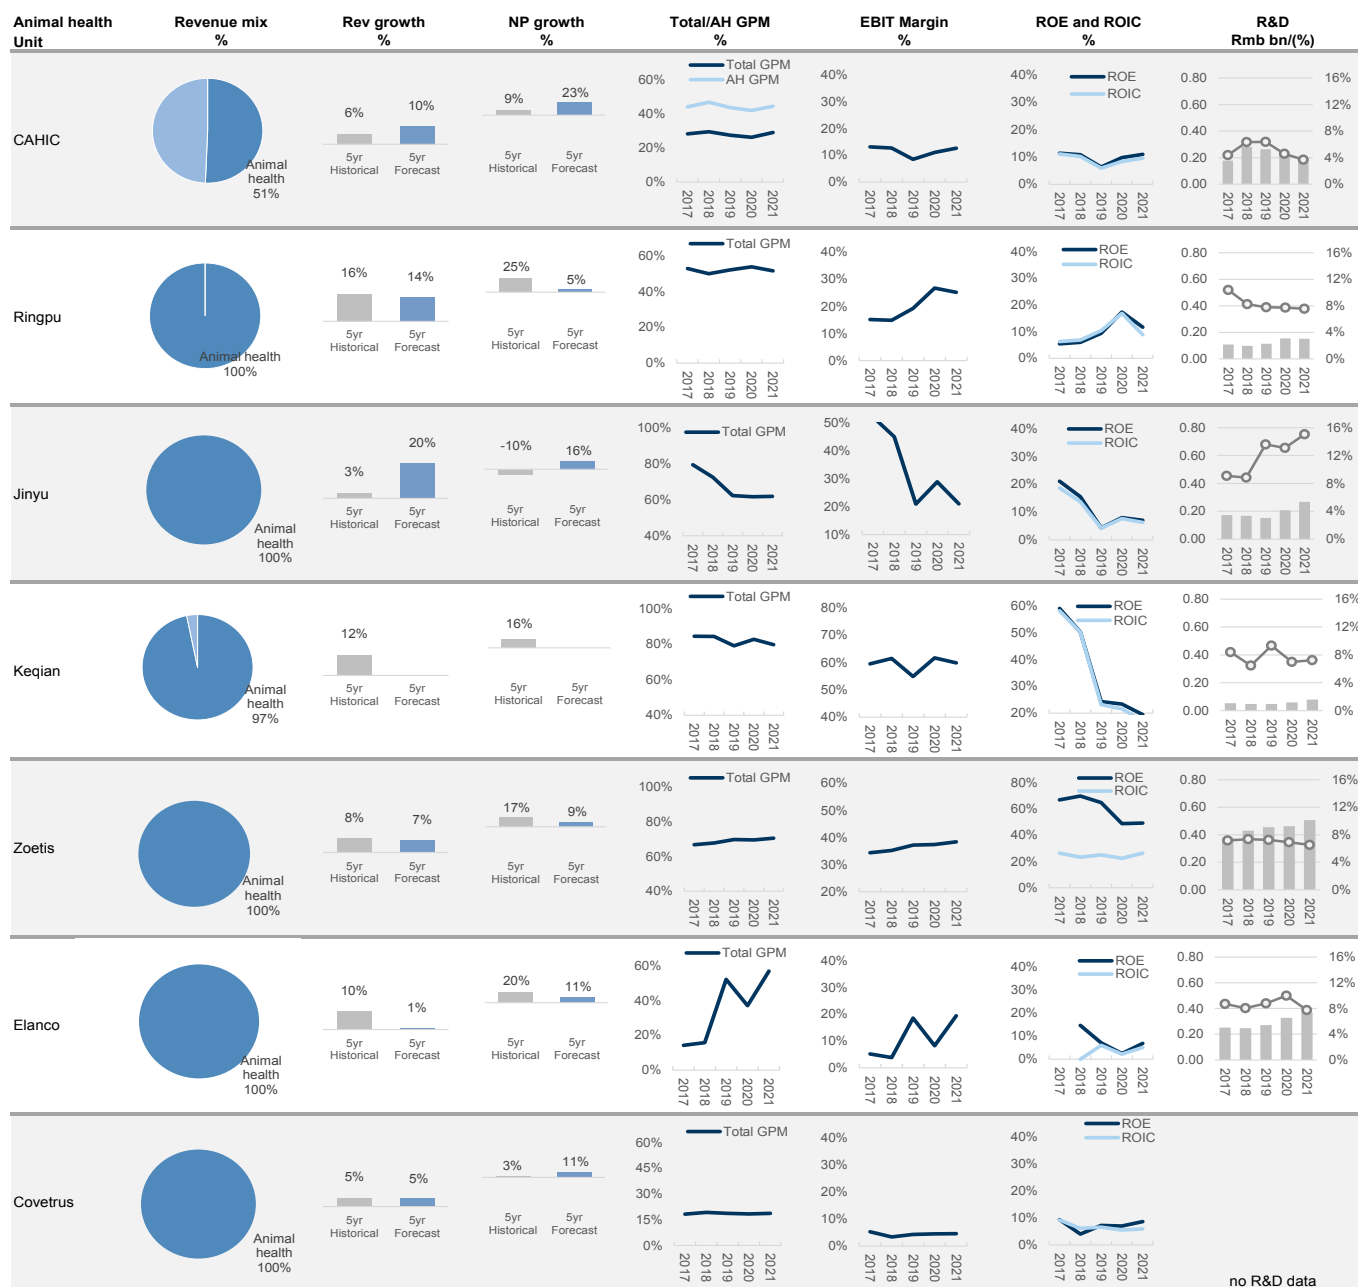 Animal health Revenue mix Rev growth NP growth Total/AH GPM EBIT Margin ROE and ROIC R&D
Unit % % % % % % Rmb bn/(%)
CAHIC
Animal health 51%
6% 10%
5yr Historical 5yr Forecast
9% 23%
5yr Historical 5yr Forecast
Total GPM
AH GPM
60%
40%
20%
0%
2017 2018 2019 2020 2021
40%
30%
20%
10%
0%
2017 2018 2019 2020 2021
ROE
ROIC
40%
30%
20%
10%
0%
2017 2018 2019 2020 2021
0.80 16%
0.60 12%
0.40 8%
0.20 4%
0.00 0%
2017 2018 2019 2020 2021
Ringpu
Animal health
100%
16% 14%
5yr Historical 5yr Forecast
25% 5%
5yr Historical 5yr Forecast
Total GPM
60%
40%
20%
0%
2017 2018 2019 2020 2021
40%
30%
20%
10%
0%
2017 2018 2019 2020 2021
ROE
ROIC
40%
30%
20%
10%
0%
2017 2018 2019 2020 2021
0.80 16%
0.60 12%
0.40 8%
0.20 4%
0.00 0%
2017 2018 2019 2020 2021
Jinyu
Animal health 100%
3% 20%
5yr Historical 5yr Forecast
-10% 16%
5yr Historical 5yr Forecast
Total GPM
100%
80%
60%
40%
2017 2018 2019 2020 2021
50%
40%
30%
20%
10%
2017 2018 2019 2020 2021
ROE
ROIC
40%
30%
20%
10%
0%
2017 2018 2019 2020 2021
0.80 16%
0.60 12%
0.40 8%
0.20 4%
0.00 0%
2017 2018 2019 2020 2021
Keqian
Animal health 97%
12%
5yr Historical 5yr Forecast
16%
5yr Historical 5yr Forecast
Total GPM
100%
80%
60%
40%
2017 2018 2019 2020 2021
80%
70%
60%
50%
40%
2017 2018 2019 2020 2021
ROE
ROIC
60%
50%
40%
30%
20%
2017 2018 2019 2020 2021
0.80 16%
0.60 12%
0.40 8%
0.20 4%
0.00 0%
2017 2018 2019 2020 2021
Zoetis
Animal health 100%
8% 7%
5yr Historical 5yr Forecast
17% 9%
5yr Historical 5yr Forecast
Total GPM
100%
80%
60%
40%
2017 2018 2019 2020 2021
60%
50%
40%
30%
20%
2017 2018 2019 2020 2021
ROE
ROIC
80%
60%
40%
20%
0%
2017 2018 2019 2020 2021
0.80 16%
0.60 12%
0.40 8%
0.20 4%
0.00 0%
2017 2018 2019 2020 2021
Elanco
Animal health 100%
10% 1%
5yr Historical 5yr Forecast
20% 11%
5yr Historical 5yr Forecast
Total GPM
60%
40%
20%
0%
2017 2018 2019 2020 2021
40%
30%
20%
10%
0%
2017 2018 2019 2020 2021
ROE
ROIC
40%
30%
20%
10%
0%
2017 2018 2019 2020 2021
0.80 16%
0.60 12%
0.40 8%
0.20 4%
0.00 0%
2017 2018 2019 2020 2021
Covetrus
Animal health 100%
5% 5%
5yr Historical 5yr Forecast
3% 11%
5yr Historical 5yr Forecast
Total GPM
60%
45%
30%
15%
0%
2017 2018 2019 2020 2021
40%
30%
20%
10%
0%
2017 2018 2019 2020 2021
ROE
ROIC
40%
30%
20%
10%
0%
2017 2018 2019 2020 2021
no R&D data